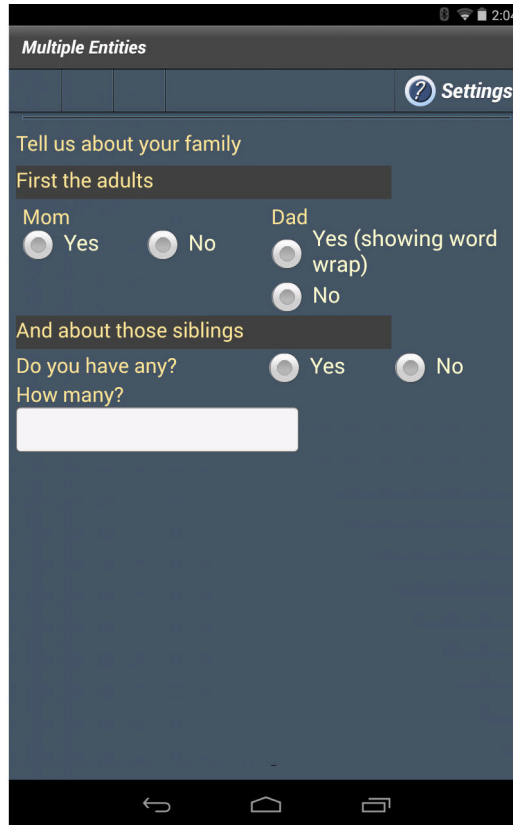 2:04
Multiple Entities
? Settings
Tell us about your family
First the adults
Mom Dad
Yes No Yes (showing word
wrap)
No
And about those siblings
Do you have any? Yes No
How many?